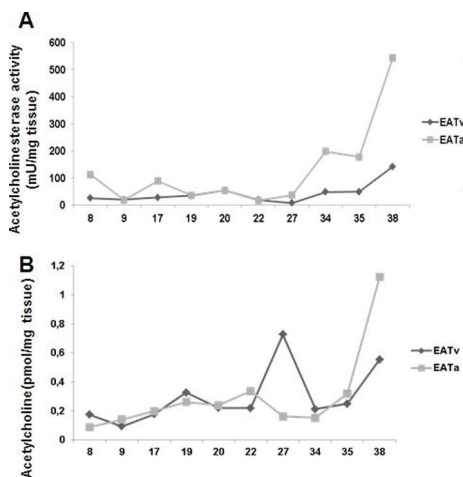 A
Acetylcholinesterase activity
(mU/mg tissue)
600
500
400
300
200
100
0
8 9 17 19 20 22 27 34 35 38
EATv
EATa
B
Acetylcholine(pmol/mg tissue)
1,2
1
0,8
0,6
0,4
0,2
0
8 9 17 19 20 22 27 34 35 38
EATv
EATa